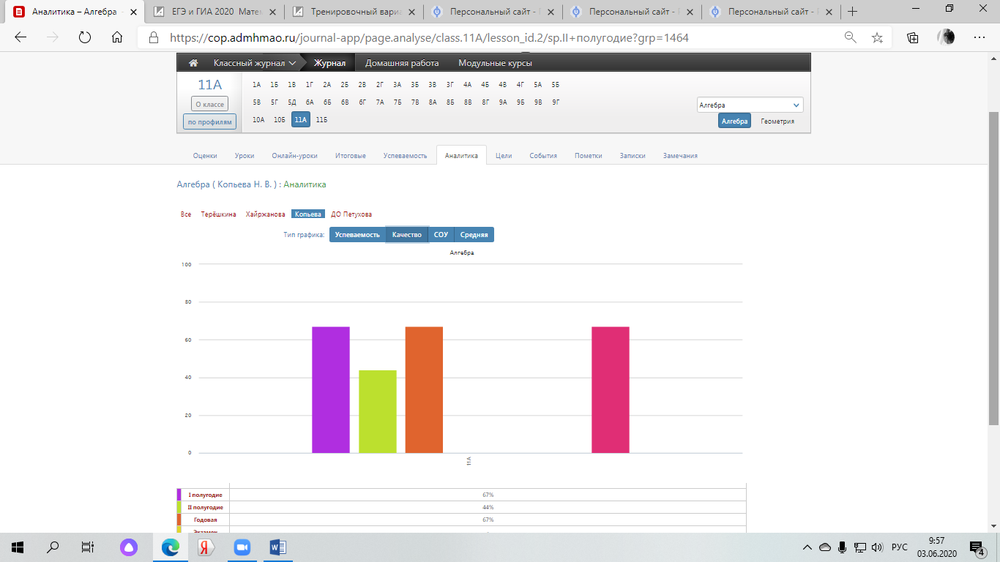 Аналитика – Алгебра
ЕГЭ и ГИА 2020 Матем
Тренировочный вариа
Персональный сайт -
Персональный сайт -
Персональный сайт -
https://cop.admhmao.ru/journal-app/page.analyse/class.11А/lesson_id.2/sp.II+полугодие?grp=1464
Классный журнал Журнал Домашняя работа Модульные курсы
11А
О классе
по профилям
1А 1Б 1В 1Г 2А 2Б 2В 2Г 3А 3Б 3В 3Г 4А 4Б 4В 4Г 5А 5Б
5В 5Г 5Д 6А 6Б 6В 6Г 7А 7Б 7В 8А 8Б 8В 8Г 9А 9Б 9В 9Г
10А 10Б 11А 11Б
Алгебра
Алгебра Геометрия
Оценки Уроки Онлайн-уроки Итоговые Успеваемость Аналитика Цели События Пометки Записки Замечания
Алгебра ( Копьева Н. В. ) : Аналитика
Все Терёшкина Хайржанова Копьева ДО Петухова
Тип графика: Успеваемость Качество СОУ Средняя
Алгебра
100
80
60
40
20
0
11А
I полугодие 67%
II полугодие 44%
Годовая 67%
Экзамен -
РУС
9:57
03.06.2020
4